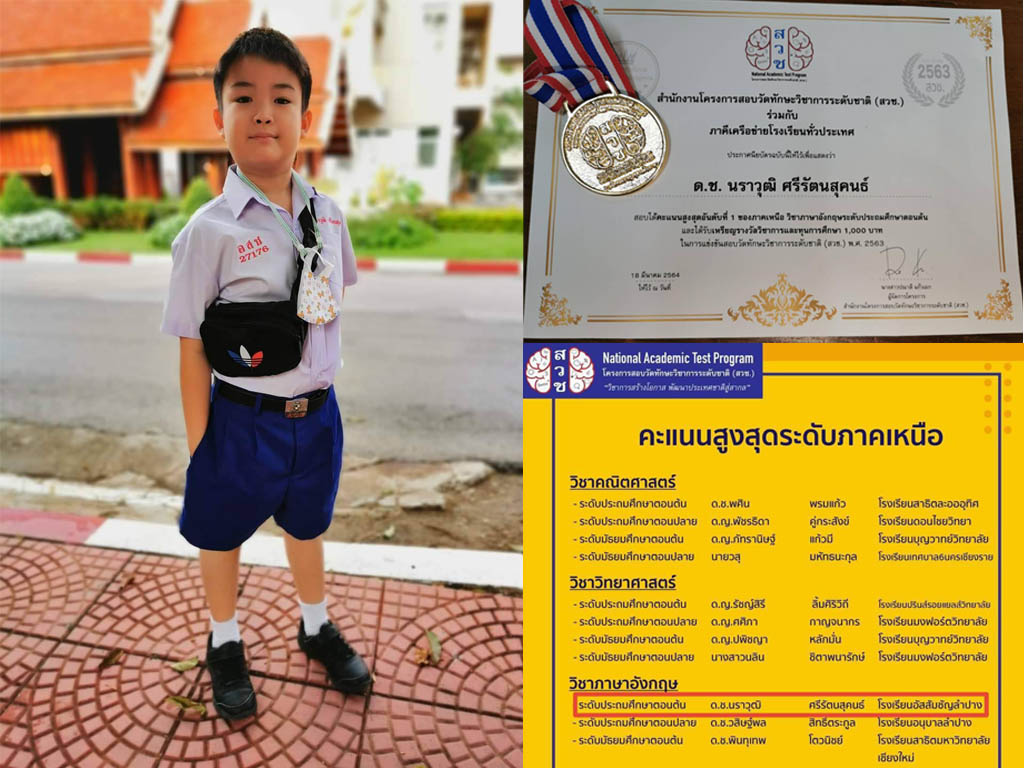 อสช
27176
สวช
National Academic Test Program
2563
สวช.
สำนักงานโครงการสอบวัดทักษะวิชาการระดับชาติ (สวช.)
ร่วมกับ
ภาคีเครือข่ายโรงเรียนทั่วประเทศ
ประกาศนียบัตรฉบับนี้ให้ไว้เพื่อแสดงว่า
ด.ช. นราวุฒิ ศรีรัตนสุคนธ์
สอบได้คะแนนสูงสุดอันดับที่ 1 ของภาคเหนือ วิชาภาษาอังกฤษระดับประถมศึกษาตอนต้น
และได้รับเหรียญรางวัลวิชาการและทุนการศึกษา 1,000 บาท
ในการแข่งขันสอบวัดทักษะวิชาการระดับชาติ (สวช.) พ.ศ. 2563
18 มีนาคม 2564
ให้ไว้ ณ วันที่
ผู้จัดการโครงการ
สำนักงานโครงการสอบวัดทักษะวิชาการระดับชาติ (สวช.)
สวช
National Academic Test Program
โครงการสอบวัดทักษะวิชาการระดับชาติ (สวช.)
"วิชาการสร้างโอกาส พัฒนาประเทศชาติสู่สากล"
คะแนนสูงสุดระดับภาคเหนือ
วิชาคณิตศาสตร์
- ระดับประถมศึกษาตอนต้น ด.ช.พศิน พรมแก้ว โรงเรียนสาธิตละอออุทิศ
- ระดับประถมศึกษาตอนปลาย ด.ญ.พัชรธิดา คู่กระสังข์ โรงเรียนดอนไชยวิทยา
- ระดับมัธยมศึกษาตอนต้น ด.ญ.ภัทรานิษฐ์ แก้วมี โรงเรียนบุญวาทย์วิทยาลัย
- ระดับมัธยมศึกษาตอนปลาย นายวสุ มหัทธนะกุล โรงเรียนเทศบาล6นครเชียงราย
วิชาวิทยาศาสตร์
- ระดับประถมศึกษาตอนต้น ด.ญ.รัชญ์สิรี ลิ้มศิริวิถี โรงเรียนปรินส์รอยแยลส์วิทยาลัย
- ระดับประถมศึกษาตอนปลาย ด.ญ.ศศิภา กาญจนากร โรงเรียนมงฟอร์ตวิทยาลัย
- ระดับมัธยมศึกษาตอนต้น ด.ญ.ปพิชญา หลักมั่น โรงเรียนบุญวาทย์วิทยาลัย
- ระดับมัธยมศึกษาตอนปลาย นางสาวนลิน ชิตาพนารักษ์ โรงเรียนมงฟอร์ตวิทยาลัย
วิชาภาษาอังกฤษ
ระดับประถมศึกษาตอนต้น ด.ช.นราวุฒิ ศรีรัตนสุคนธ์ โรงเรียนอัสสัมชัญลำปาง
- ระดับประถมศึกษาตอนปลาย ด.ช.วสิษฐ์พล สิทธิ์ตระกูล โรงเรียนอนุบาลลำปาง
- ระดับมัธยมศึกษาตอนต้น ด.ช.พินทุเทพ โตวนิชย์ โรงเรียนสาธิตมหาวิทยาลัย
เชียงใหม่